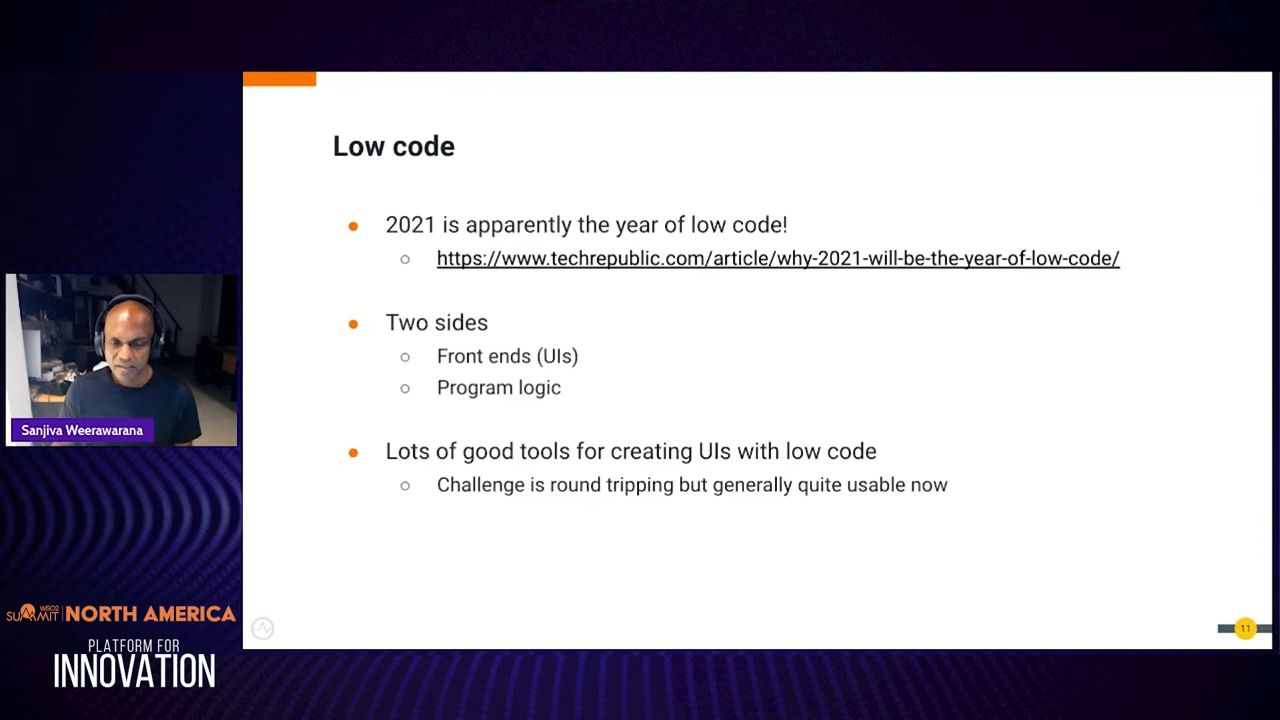 Low code
2021 is apparently the year of low code!
https://www.techrepublic.com/article/why-2021-will-be-the-year-of-low-code/
Two sides
Front ends (UIs)
Program logic
Lots of good tools for creating UIs with low code
Challenge is round tripping but generally quite usable now
Sanjiva Weerawarana
WSO2
SUMMIT
NORTH AMERICA
PLATFORM FOR
INNOVATION
11